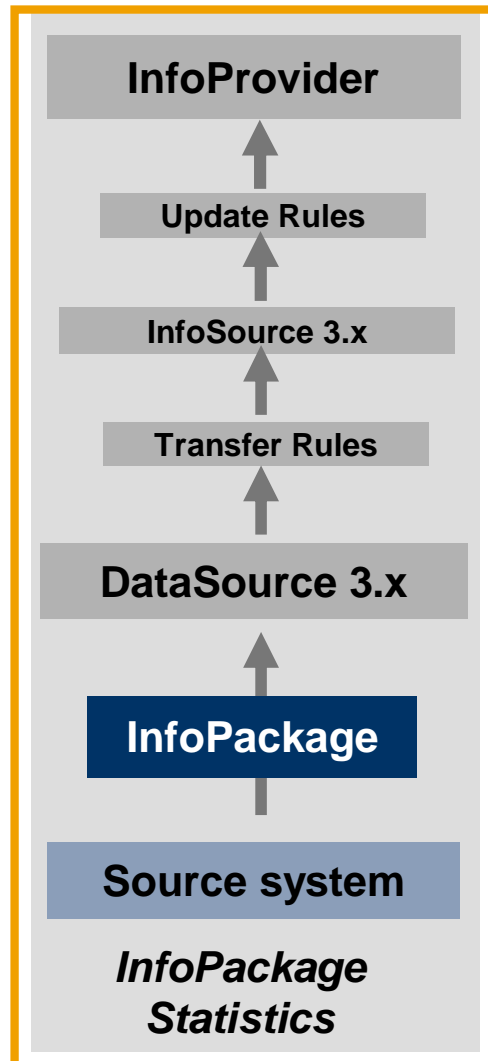 InfoProvider
Update Rules
InfoSource 3.x
Transfer Rules
DataSource 3.x
InfoPackage
Source system
InfoPackage
Statistics